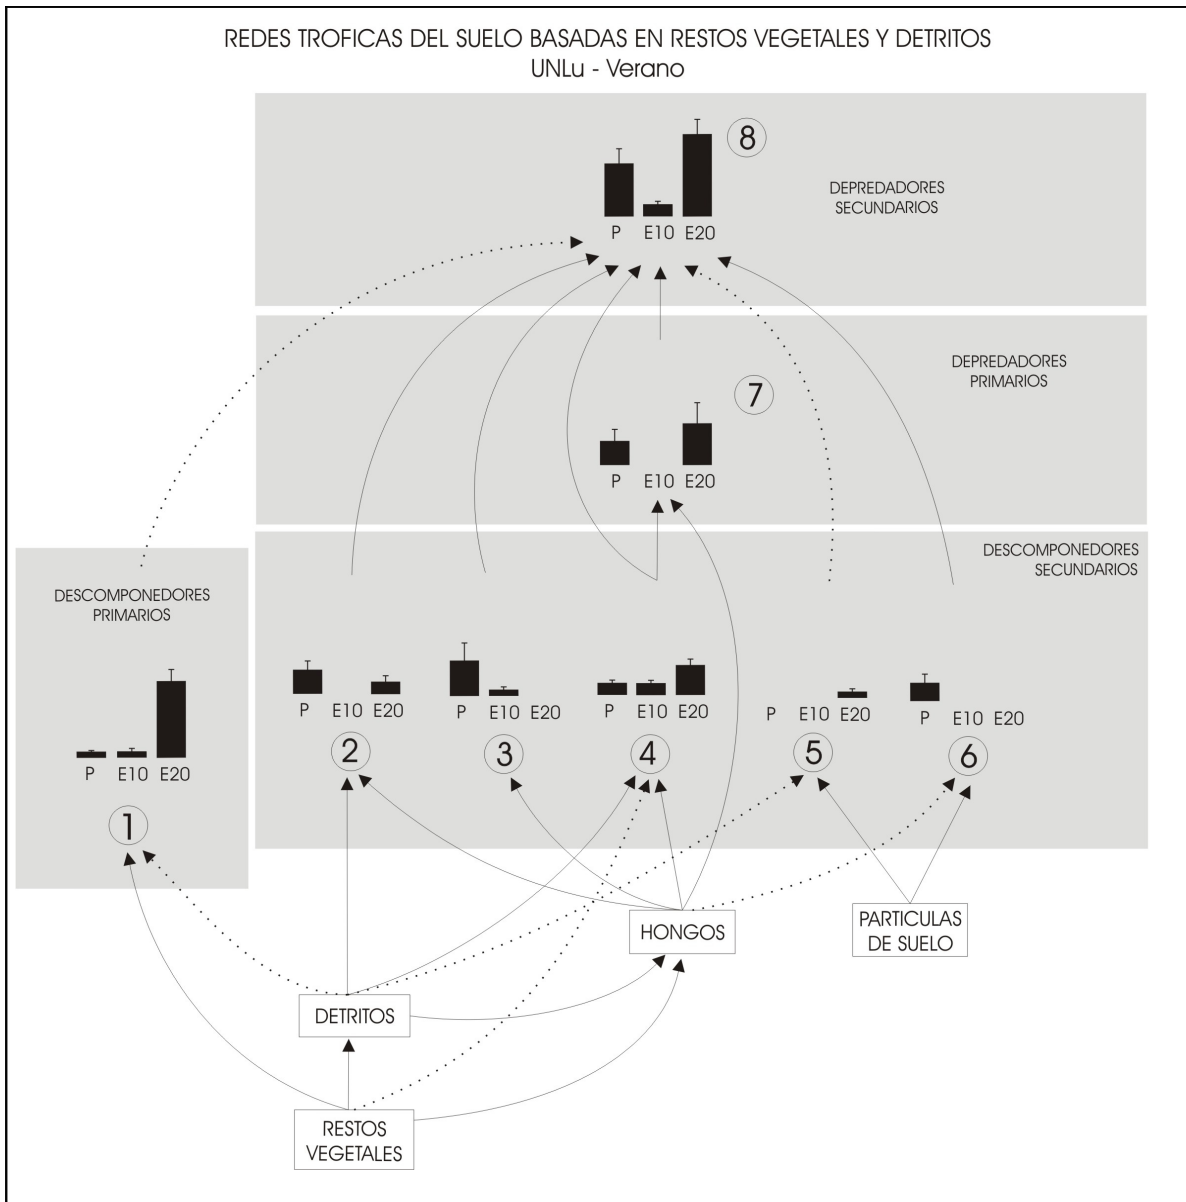 REDES TROFICAS DEL SUELO BASADAS EN RESTOS VEGETALES Y DETRITOS
UNLu - Verano
8
DEPREDADORES
SECUNDARIOS
P E10 E20
DEPREDADORES
PRIMARIOS
7
P E10 E20
DESCOMPONEDORES
SECUNDARIOS
DESCOMPONEDORES
PRIMARIOS
P E10 E20
P E10 E20
P E10 E20
P E10 E20
P E10 E20
2
3
4
5
6
P E10 E20
1
HONGOS
PARTICULAS
DE SUELO
DETRITOS
RESTOS
VEGETALES